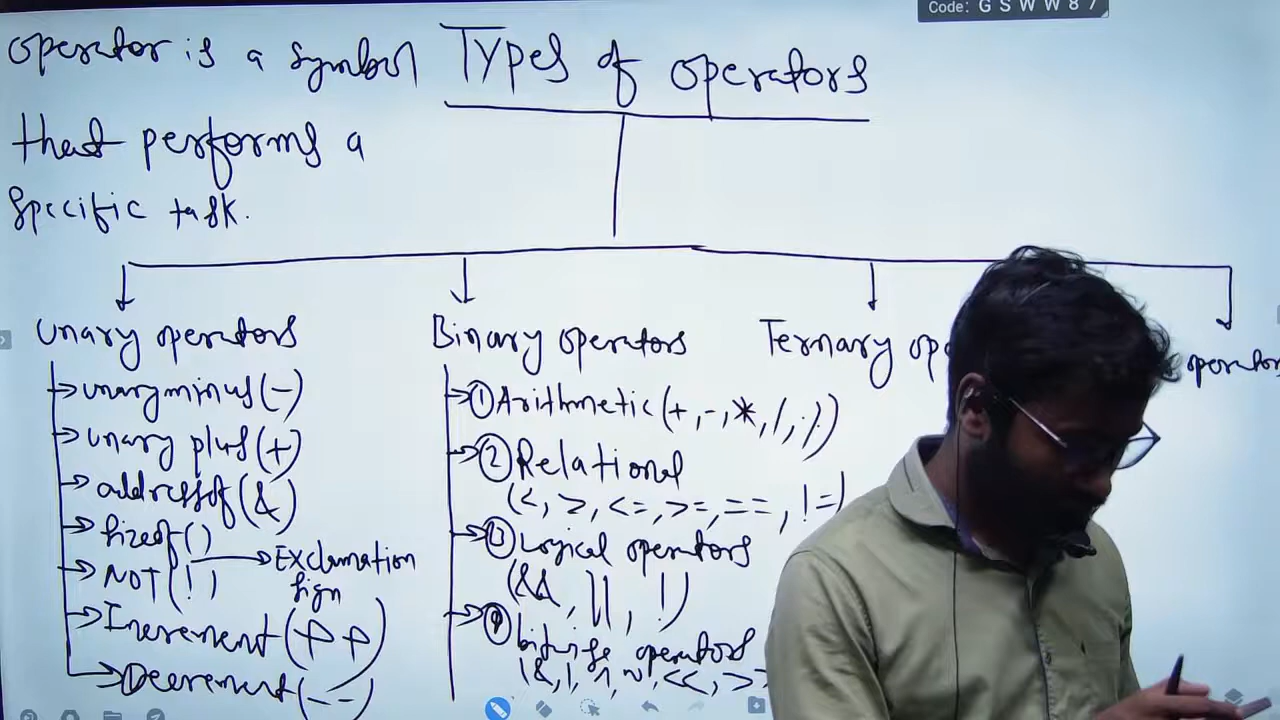 Code: G S W W 8 7
Types of operators
operator is a symbol
that performs a
specific task.
Unary operators
unary minus (-)
unary plus (+)
address of (&)
sizeof ()
NOT (!) → Exclamation
sign
Increment (++)
Decrement (--)
Binary operators
① Arithmetic (+, -, *, /, %)
② Relational
(<, >, <=, >=, ==, !=)
③ Logical operators
(&&, ||, !)
④ bitwise operators
(&, |, ^, ~, <<, >
Ternary
operators